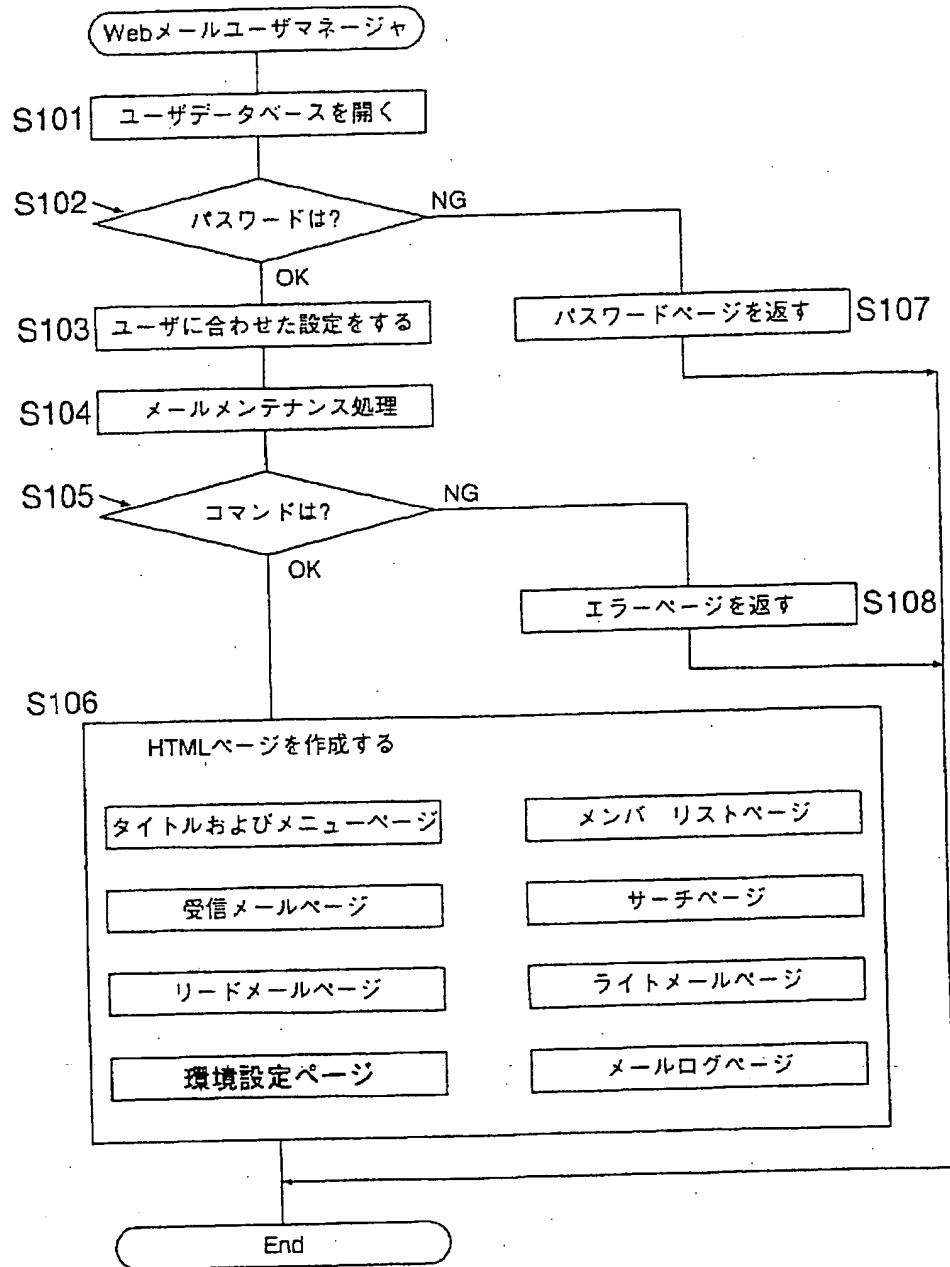 Webメールユーザマネージャ
S101
ユーザデータベースを開く
S102
パスワードは?
NG
OK
S103
ユーザに合わせた設定をする
パスワードページを返す
S107
S104
メールメンテナンス処理
S105
コマンドは?
NG
OK
エラーページを返す
S108
S106
HTMLページを作成する
タイトルおよびメニューページ
メンバ リストページ
受信メールページ
サーチページ
リードメールページ
ライトメールページ
環境設定ページ
メールログページ
End